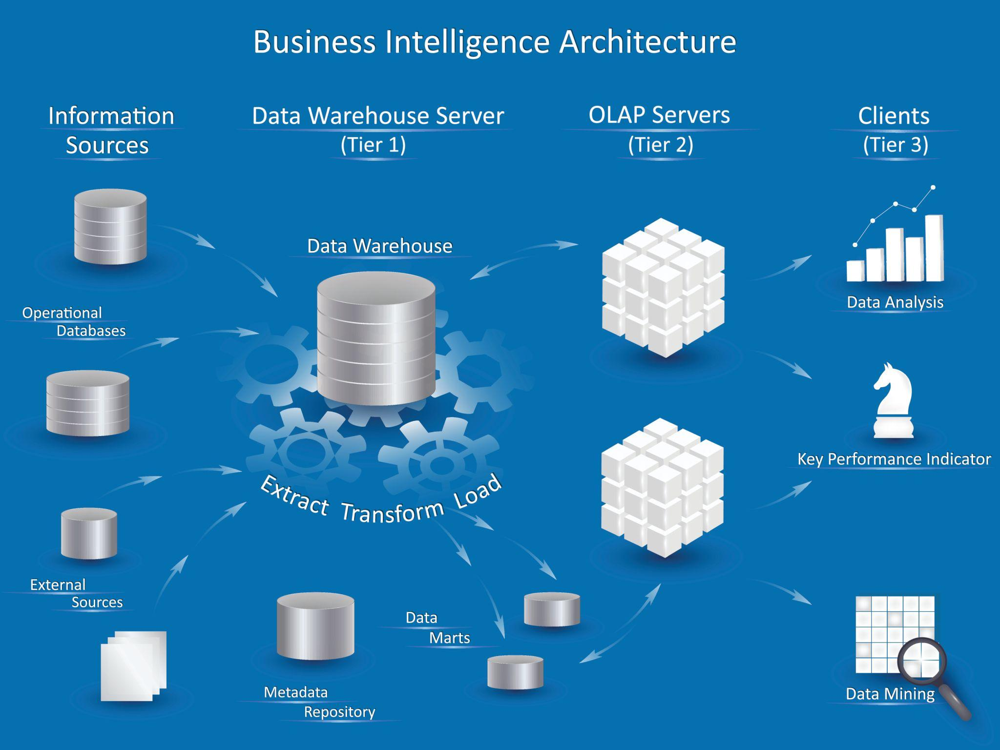 Business Intelligence Architecture
Information
Sources
Data Warehouse Server
(Tier 1)
OLAP Servers
(Tier 2)
Clients
(Tier 3)
Operational
Databases
External
Sources
Data Warehouse
Extract Transform Load
Metadata
Repository
Data
Marts
Data Analysis
Key Performance Indicator
Data Mining